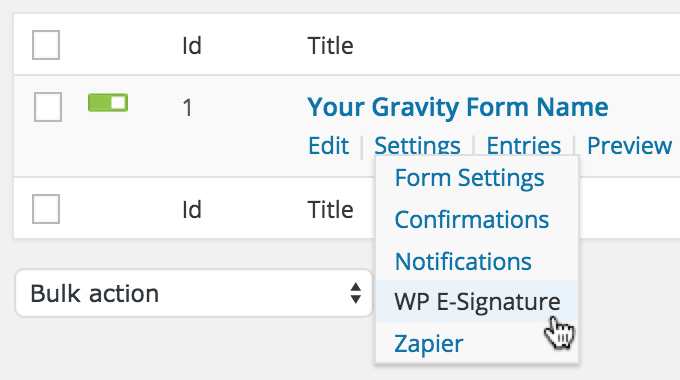 Id Title
1 Your Gravity Form Name
Edit | Settings | Entries | Preview
Form Settings
Confirmations
Notifications
WP E-Signature
Zapier
Id Title
Bulk action